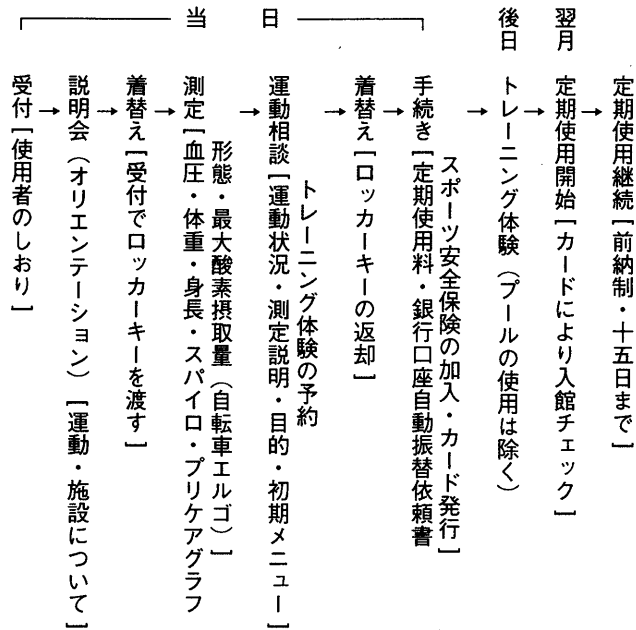 当日
受付[使用者のしおり]
→
説明会（オリエンテーション）[運動・施設について]
→
着替え[受付でロッカーキーを渡す]
→
測定[血圧・体重・身長・スパイロ・プリケアグラフ
形態・最大酸素摂取量（自転車エルゴ）]
→
運動相談[運動状況・測定説明・目的・初期メニュー]
トレーニング体験の予約
→
着替え[ロッカーキーの返却]
→
手続き[定期使用料・銀行口座自動振替依頼書
スポーツ安全保険の加入・カード発行]
→
後日
トレーニング体験（プールの使用は除く）
→
翌月
定期使用開始[カードにより入館チェック]
→
定期使用継続[前納制・十五日まで]